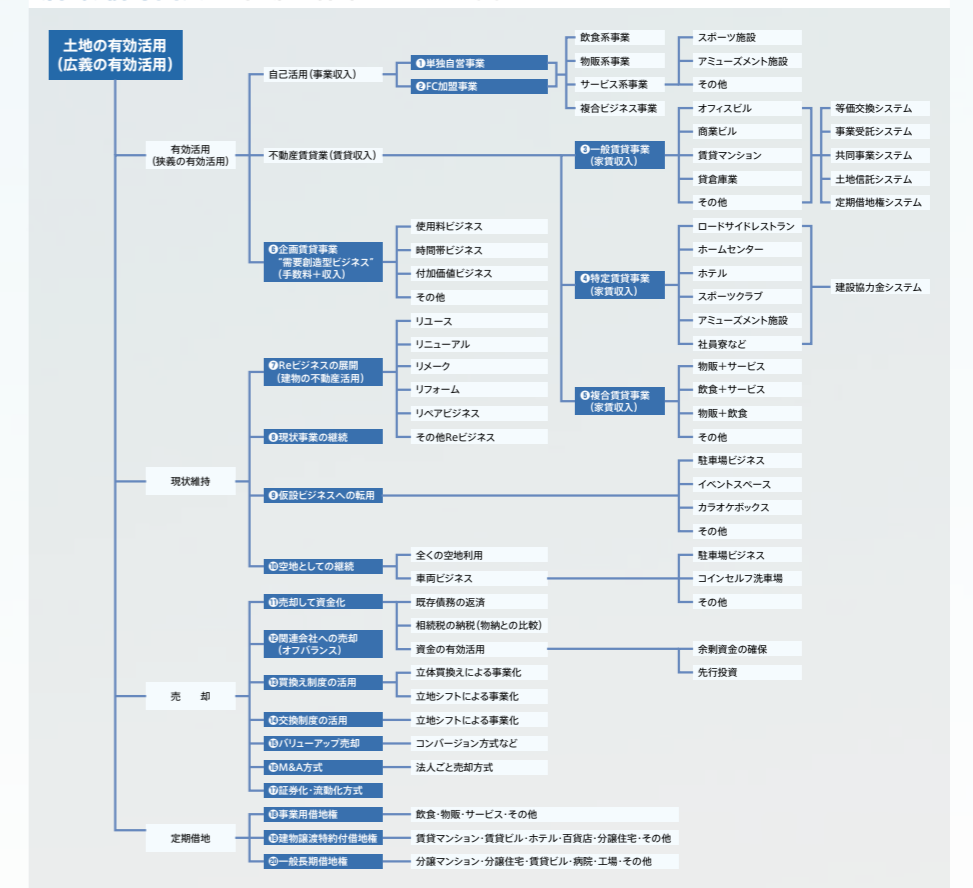 土地の有効活用
(広義の有効活用)
有効活用
(狭義の有効活用)
自己活用(事業収入)
❶単独自営事業
❷FC加盟事業
飲食系事業
物販系事業
サービス系事業
複合ビジネス事業
スポーツ施設
アミューズメント施設
その他
不動産賃貸業(賃貸収入)
❸一般賃貸事業
(家賃収入)
オフィスビル
商業ビル
賃貸マンション
貸倉庫業
その他
等価交換システム
事業受託システム
共同事業システム
土地信託システム
定期借地権システム
❹特定賃貸事業
(家賃収入)
ロードサイドレストラン
ホームセンター
ホテル
スポーツクラブ
アミューズメント施設
社員寮など
建設協力金システム
❺複合賃貸事業
(家賃収入)
物販+サービス
飲食+サービス
物販+飲食
その他
❻企画賃貸事業
“需要創造型ビジネス”
(手数料+収入)
使用料ビジネス
時間帯ビジネス
付加価値ビジネス
その他
現状維持
❼Reビジネスの展開
(建物の不動産活用)
リユース
リニューアル
リメーク
リフォーム
リペアビジネス
その他Reビジネス
❽現状事業の継続
❾仮設ビジネスへの転用
駐車場ビジネス
イベントスペース
カラオケボックス
その他
❿空地としての継続
全くの空地利用
車両ビジネス
駐車場ビジネス
コインセルフ洗車場
その他
売 却
⓫売却して資金化
既存債務の返済
相続税の納税(物納との比較)
資金の有効活用
余剰資金の確保
先行投資
⓬関連会社への売却
(オフバランス)
⓭買換え制度の活用
立体買換えによる事業化
立地シフトによる事業化
⓮交換制度の活用
立地シフトによる事業化
⓯バリューアップ売却
コンバージョン方式など
⓰M&A方式
法人ごと売却方式
⓱証券化・流動化方式
定期借地
⓲事業用借地権
飲食・物販・サービス・その他
⓳建物譲渡特約付借地権
賃貸マンション・賃貸ビル・ホテル・百貨店・分譲住宅・その他
⓴一般長期借地権
分譲マンション・分譲住宅・賃貸ビル・病院・工場・その他